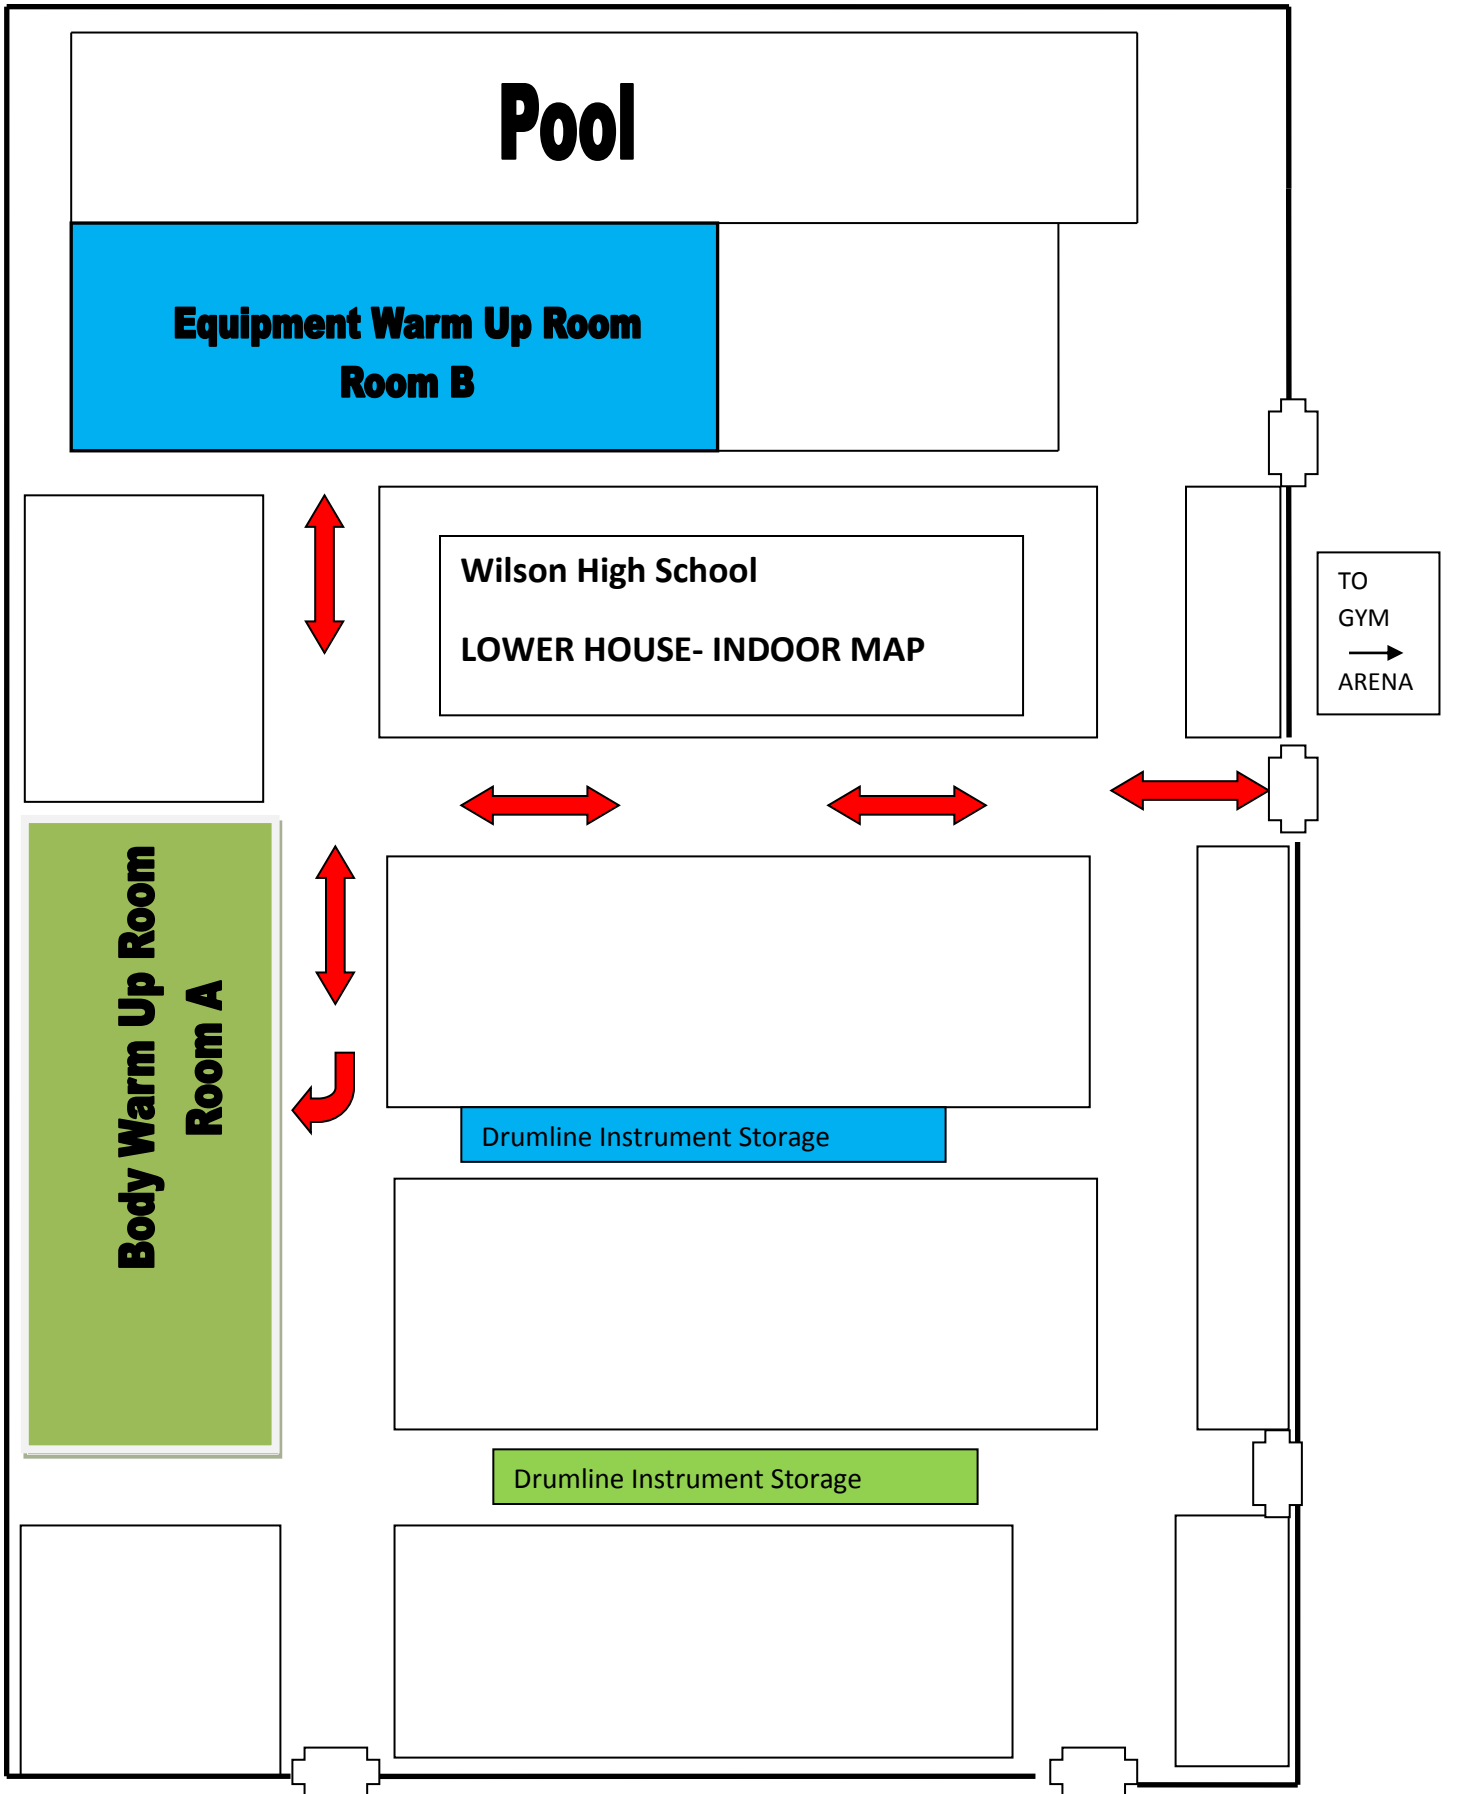 Pool
Equipment Warm Up Room
Room B
Wilson High School
LOWER HOUSE- INDOOR MAP
TO
GYM
ARENA
Body Warm Up Room
Room A
Drumline Instrument Storage
Drumline Instrument Storage